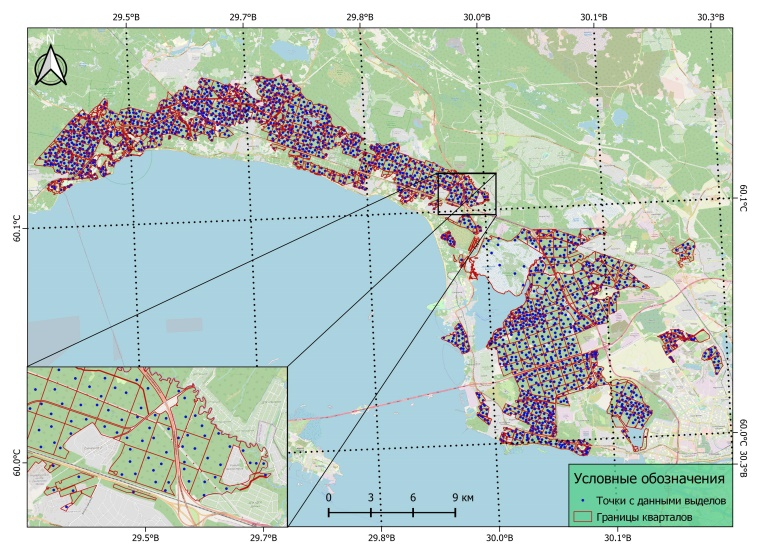 29.5°В 29.7°В 29.8°В 30.0°В 30.1°В 30.3°В
N
60.1°С
60.1°С
60.0°С
60.0°С
30.3°В
Условные обозначения
Точки с данными выделов
Границы кварталов
0 3 6 9 км
29.5°В 29.7°В 29.8°В 30.0°В 30.1°В